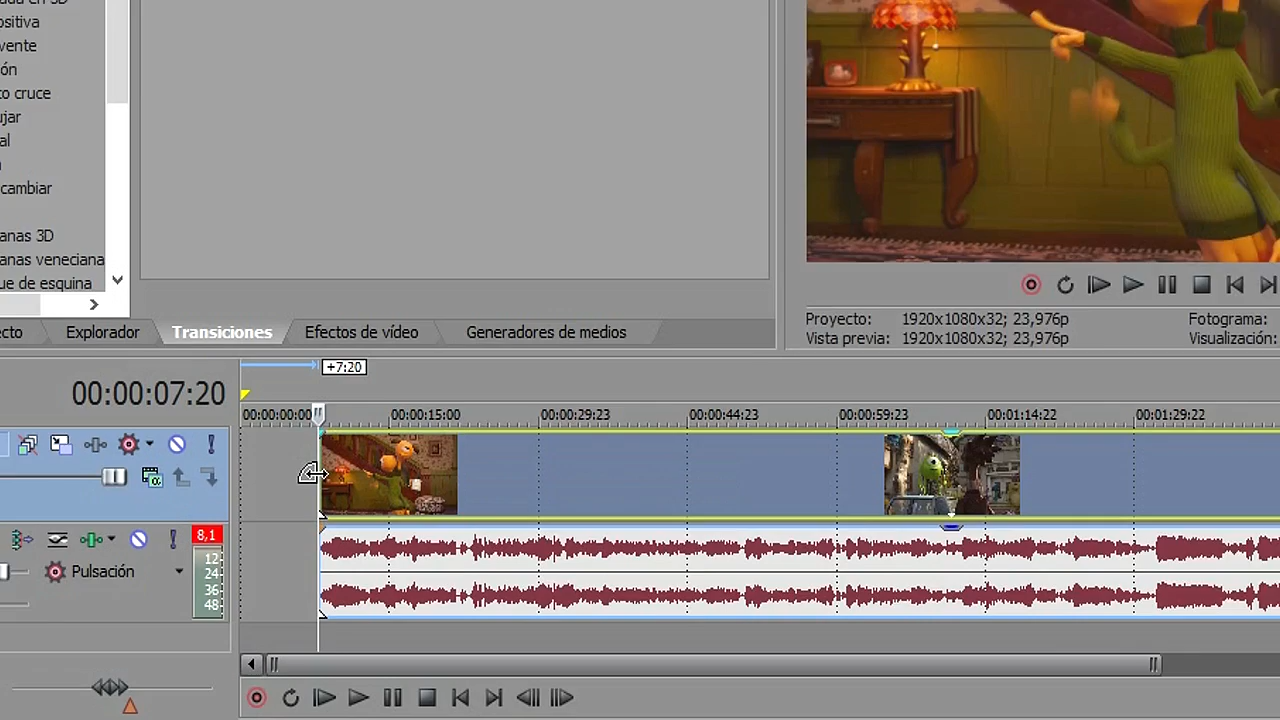 ositiva
vente
ón
o cruce
ujar
al
cambiar
anas 3D
anas veneciana
ue de esquina
cto
Explorador
Transiciones
Efectos de vídeo
Generadores de medios
Proyecto: 1920x1080x32; 23,976p
Fotograma:
Vista previa: 1920x1080x32; 23,976p
Visualización:
+7:20
00:00:07:20
00:00:00:00
00:00:15:00
00:00:29:23
00:00:44:23
00:00:59:23
00:01:14:22
00:01:29:22
8,1
12
24
36
48
Pulsación